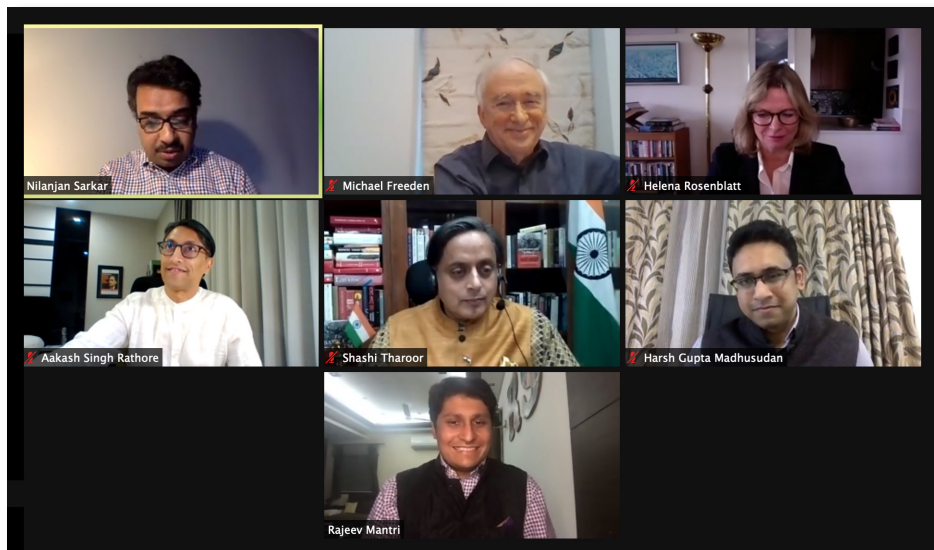 Nilanjan Sarkar
Michael Freeden
Helena Rosenblatt
Aakash Singh Rathore
Shashi Tharoor
Harsh Gupta Madhusudan
Rajeev Mantri